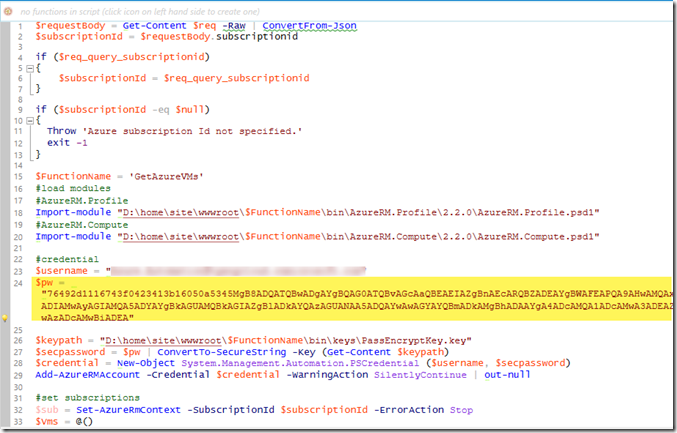 no functions in script (click icon on left hand side to create one)
1 $requestBody = Get-Content $req -Raw | ConvertFrom-Json
2 $subscriptionId = $requestBody.subscriptionid
3
4 if ($req_query_subscriptionid)
5 {
6 $subscriptionId = $req_query_subscriptionid
7 }
8
9 if ($subscriptionId -eq $null)
10 {
11 Throw 'Azure subscription Id not specified.'
12 exit -1
13 }
14
15 $FunctionName = 'GetAzureVMs'
16 #load modules
17 #AzureRM.Profile
18 Import-module "D:\home\site\wwwroot\$FunctionName\bin\AzureRM.Profile\2.2.0\AzureRM.Profile.psd1"
19 #AzureRM.Compute
20 Import-module "D:\home\site\wwwroot\$FunctionName\bin\AzureRM.Compute\2.2.0\AzureRM.Compute.psd1"
21
22 #credential
23 $username = "
24 $pw =
25
26 $keypath = "D:\home\site\wwwroot\$FunctionName\bin\keys\PassEncryptKey.key"
27 $secpassword = $pw | ConvertTo-SecureString -Key (Get-Content $keypath)
28 $credential = New-Object System.Management.Automation.PSCredential ($username, $secpassword)
29 Add-AzureRMAccount -Credential $credential -WarningAction SilentlyContinue | out-null
30
31 #set subscriptions
32 $sub = Set-AzureRmContext -SubscriptionId $subscriptionId -ErrorAction Stop
33 $vms = @()